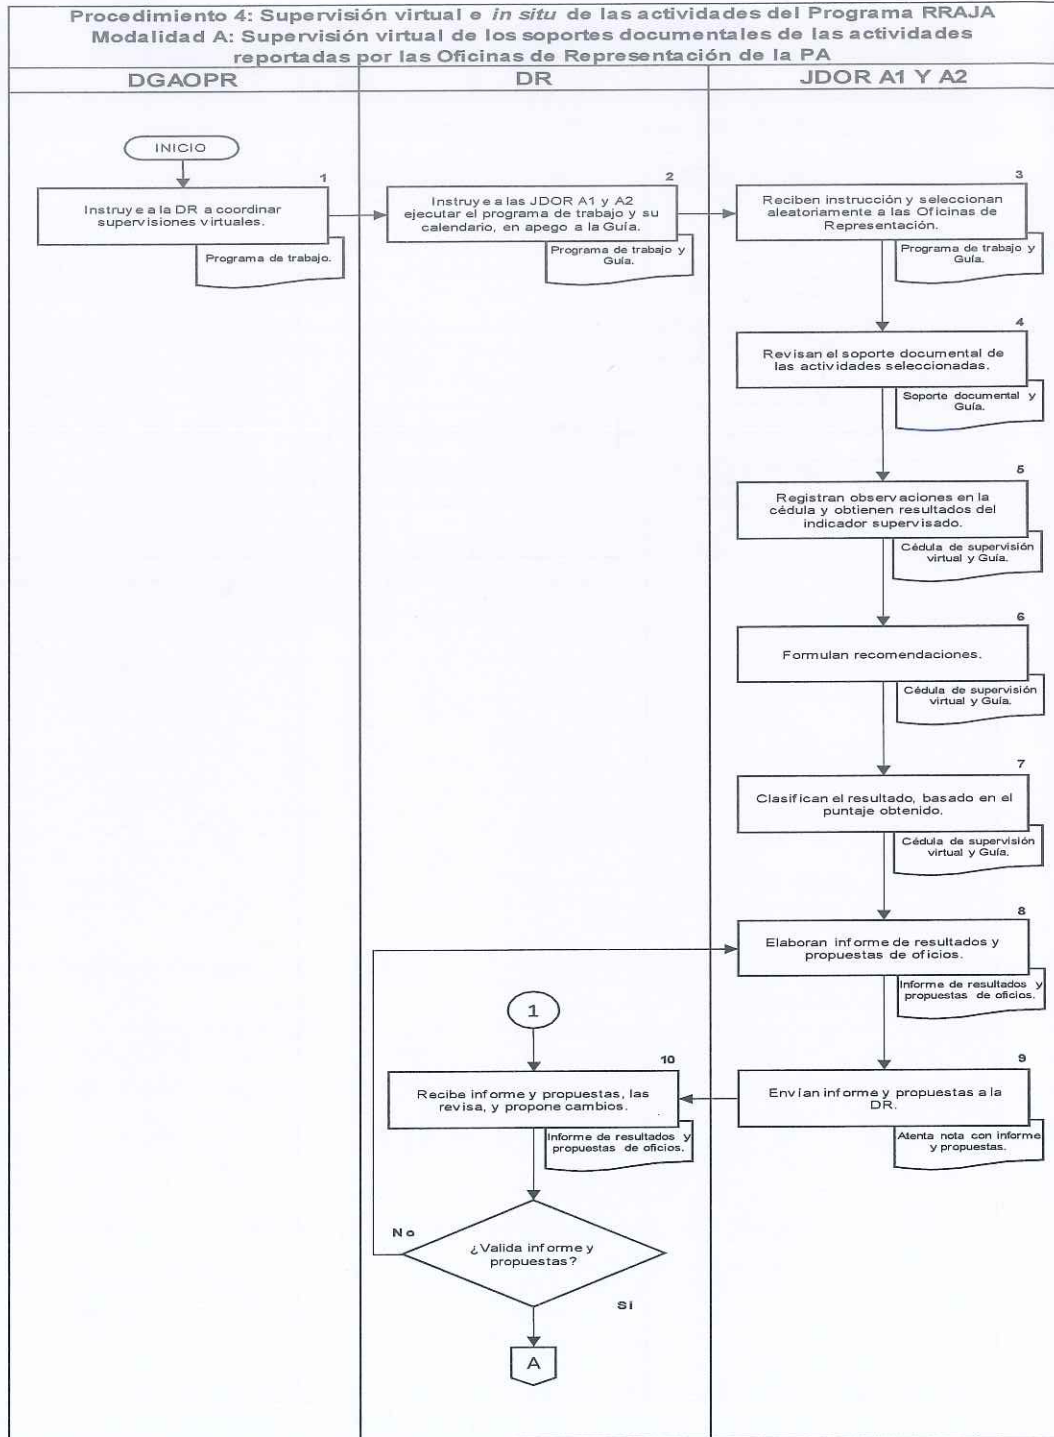 Procedimiento 4: Supervisión virtual e in situ de las actividades del Programa RRAJA
Modalidad A: Supervisión virtual de los soportes documentales de las actividades
reportadas por las Oficinas de Representación de la PA
DGAOPR
DR
JDOR A1 Y A2
INICIO
1
Instruye a la DR a coordinar
supervisiones virtuales.
Programa de trabajo.
2
Instruye a las JDOR A1 y A2
ejecutar el programa de trabajo y su
calendario, en apego a la Guía.
Programa de trabajo y
Guía.
3
Reciben instrucción y seleccionan
aleatoriamente a las Oficinas de
Representación.
Programa de trabajo y
Guía.
4
Revisan el soporte documental de
las actividades seleccionadas.
Soporte documental y
Guía.
5
Registran observaciones en la
cédula y obtienen resultados del
indicador supervisado.
Cédula de supervisión
virtual y Guía.
6
Formulan recomendaciones.
Cédula de supervisión
virtual y Guía.
7
Clasifican el resultado, basado en el
puntaje obtenido.
Cédula de supervisión
virtual y Guía.
8
Elaboran informe de resultados y
propuestas de oficios.
Informe de resultados y
propuestas de oficios.
9
Envían informe y propuestas a la
DR.
Atenta nota con informe
y propuestas.
1
10
Recibe informe y propuestas, las
revisa, y propone cambios.
Informe de resultados y
propuestas de oficios.
No
¿Valida informe y
propuestas?
Sí
A